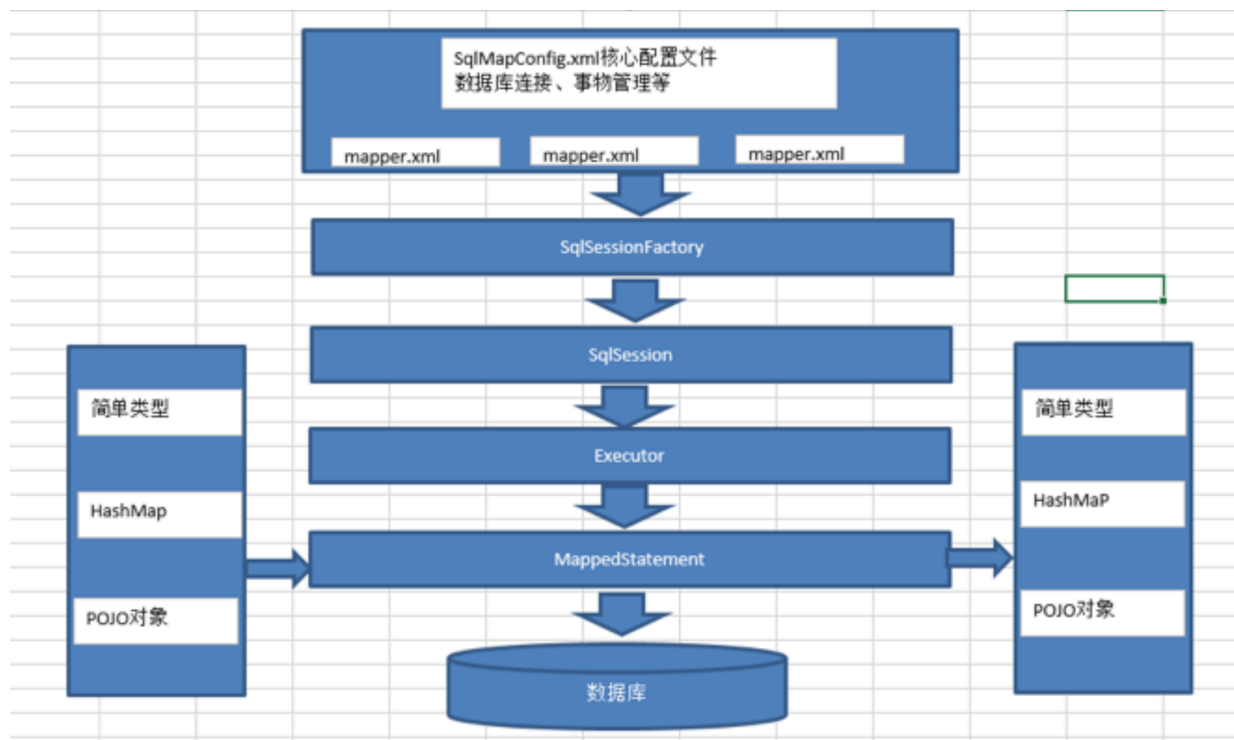 SqlMapConfig.xml核心配置文件
数据库连接、事物管理等
mapper.xml
mapper.xml
mapper.xml
SqlSessionFactory
SqlSession
Executor
MappedStatement
数据库
简单类型
HashMap
POJO对象
简单类型
HashMaP
POJO对象